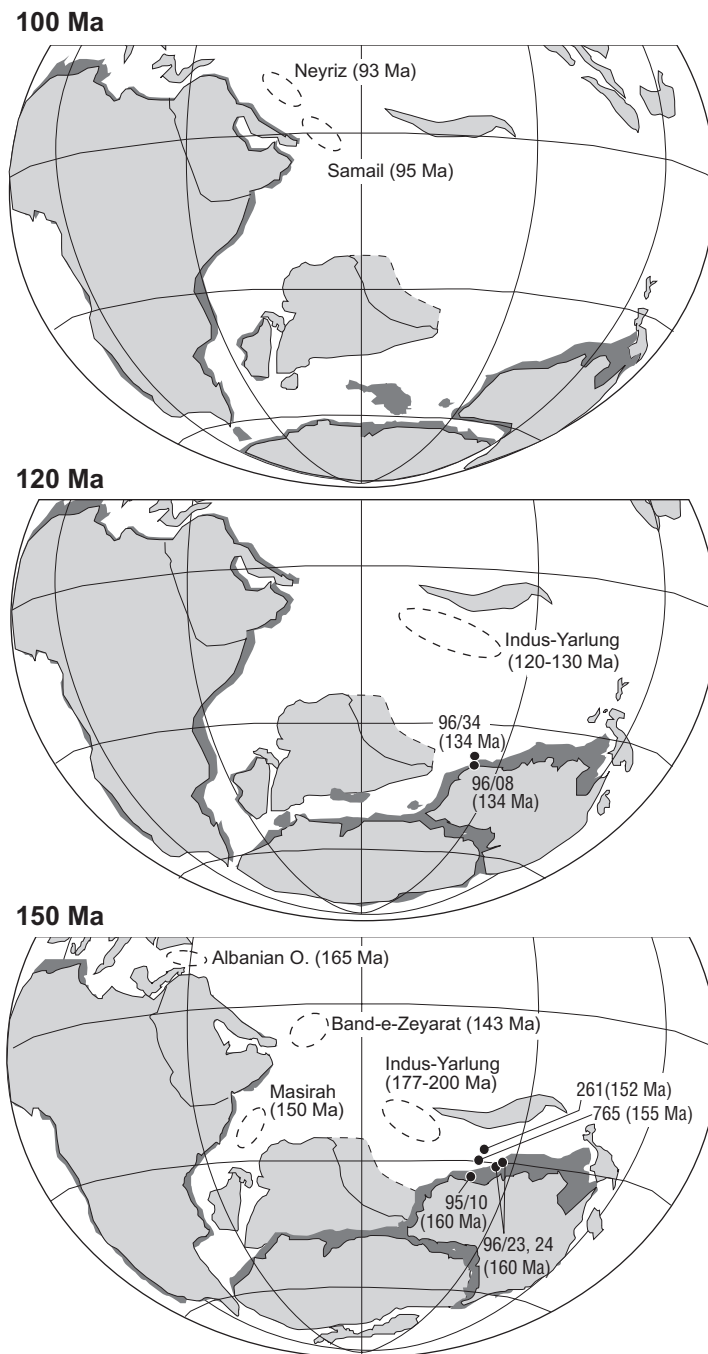 100 Ma
Neyriz (93 Ma)
Samail (95 Ma)
120 Ma
Indus-Yarlung
(120-130 Ma)
96/34
(134 Ma)
96/08
(134 Ma)
150 Ma
Albanian O. (165 Ma)
Band-e-Zeyarat (143 Ma)
Masirah
(150 Ma)
Indus-Yarlung
(177-200 Ma)
261(152 Ma)
765 (155 Ma)
95/10
(160 Ma)
96/23, 24
(160 Ma)